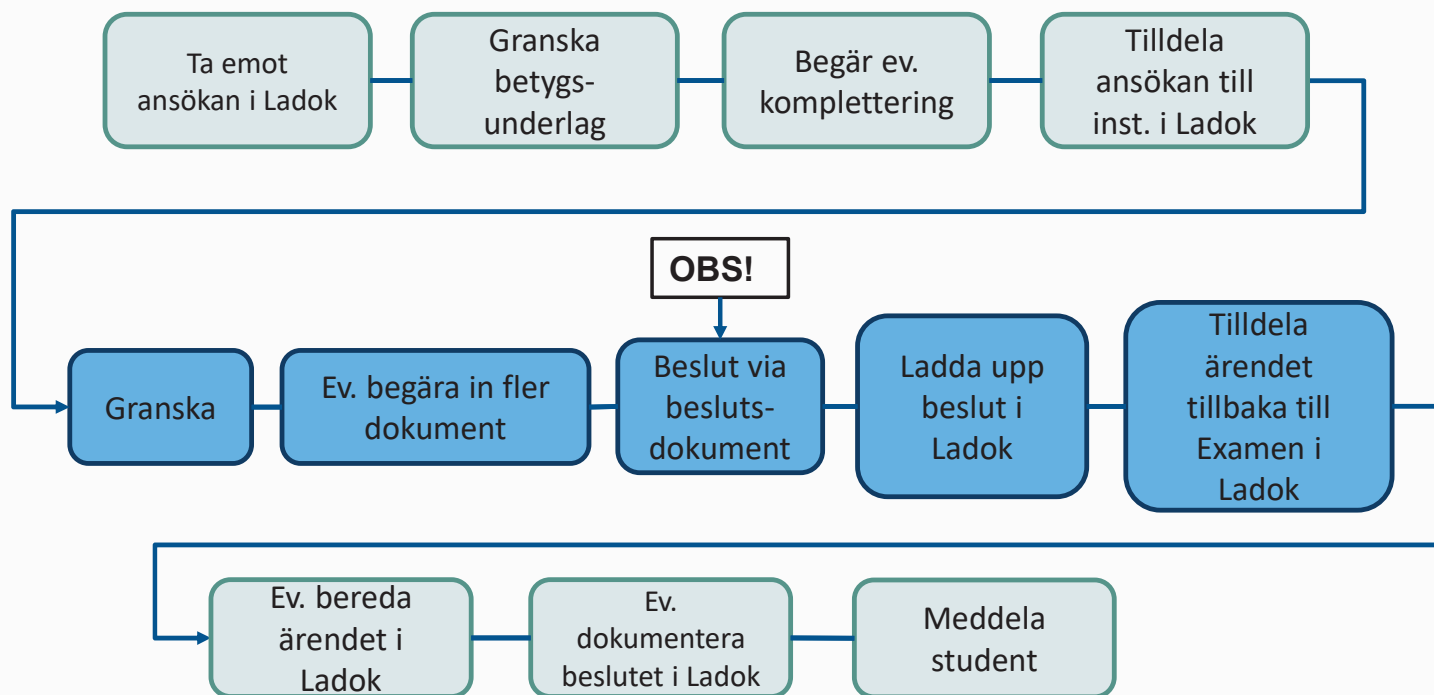 Ta emot
ansökan i Ladok
Granska
betygs-
underlag
Begär ev.
komplettering
Tilldela
ansökan till
inst. i Ladok
OBS!
Granska
Ev. begära in fler
dokument
Beslut via
besluts-
dokument
Ladda upp
beslut i
Ladok
Tilldela
ärendet
tillbaka till
Examen i
Ladok
Ev. bereda
ärendet i
Ladok
Ev.
dokumentera
beslutet i Ladok
Meddela
student